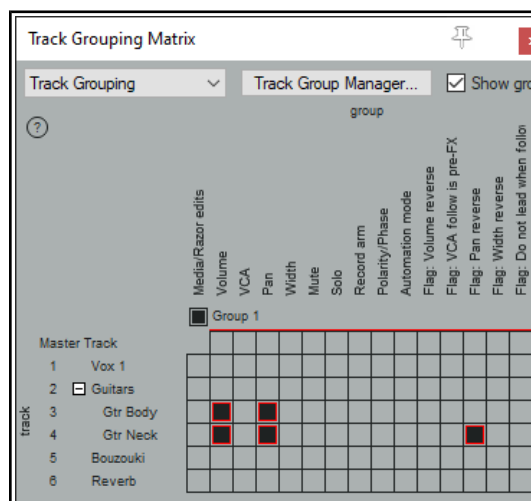 Track Grouping Matrix
Track Grouping
Track Group Manager...
Show gro
group
?
Media/Razor edits
Volume
VCA
Pan
Width
Mute
Solo
Record arm
Polarity/Phase
Automation mode
Flag: Volume reverse
Flag: VCA follow is pre-FX
Flag: Pan reverse
Flag: Width reverse
Flag: Do not lead when follow
Group 1
Master Track
track
1 Vox 1
2 Guitars
3 Gtr Body
4 Gtr Neck
5 Bouzouki
6 Reverb